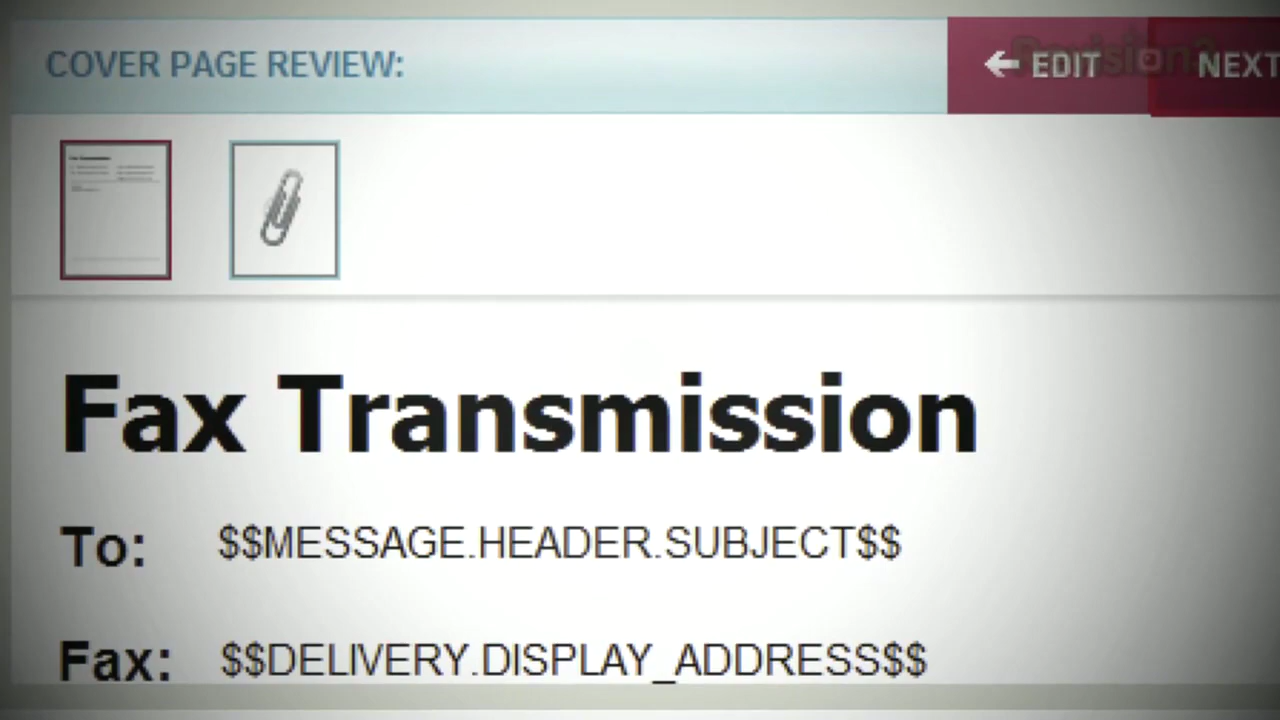 COVER PAGE REVIEW:
← EDIT
NEXT
Fax Transmission
To: $$MESSAGE.HEADER.SUBJECT$$
Fax: $$DELIVERY.DISPLAY_ADDRESS$$